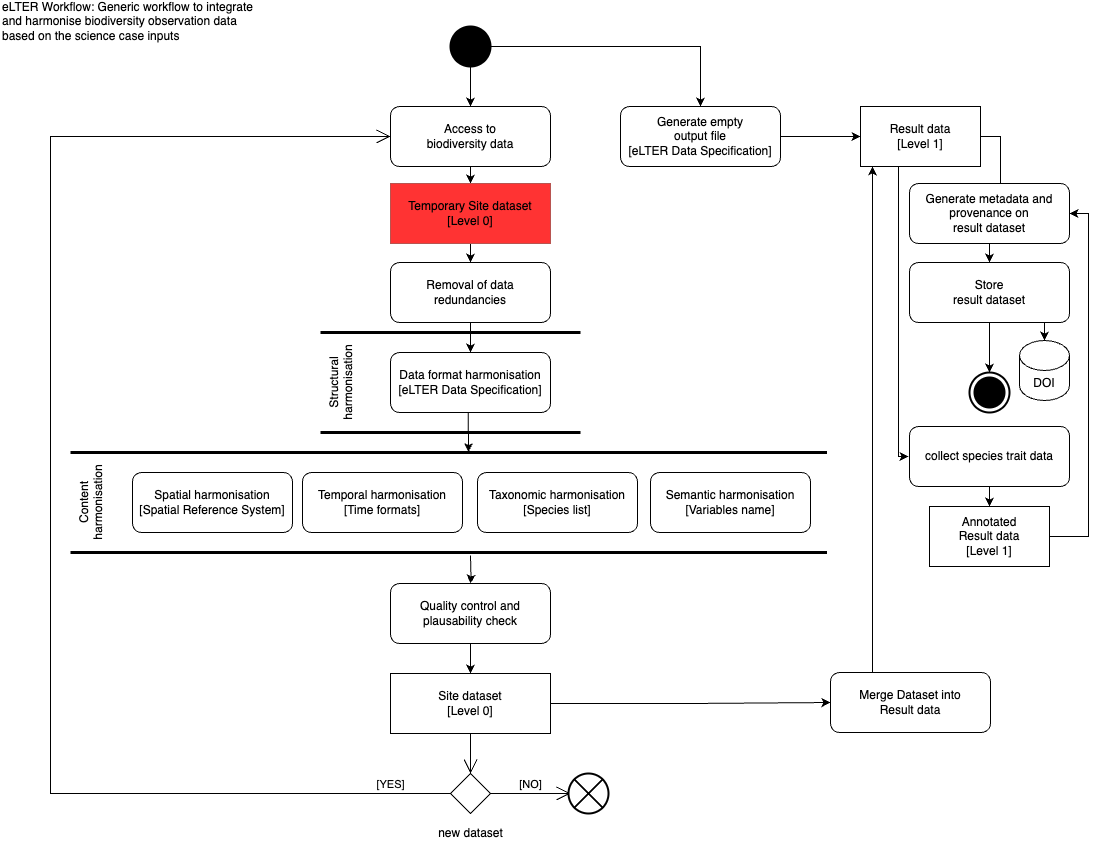 eLTER Workflow: Generic workflow to integrate
and harmonise biodiversity observation data
based on the science case inputs
Access to
biodiversity data
Generate empty
output file
[eLTER Data Specification]
Result data
[Level 1]
Temporary Site dataset
[Level 0]
Generate metadata and
provenance on
result dataset
Removal of data
redundancies
Store
result dataset
Structural
harmonisation
Data format harmonisation
[eLTER Data Specification]
DOI
collect species trait data
Content
harmonisation
Spatial harmonisation
[Spatial Reference System]
Temporal harmonisation
[Time formats]
Taxonomic harmonisation
[Species list]
Semantic harmonisation
[Variables name]
Annotated
Result data
[Level 1]
Quality control and
plausability check
Site dataset
[Level 0]
Merge Dataset into
Result data
[YES]
[NO]
new dataset